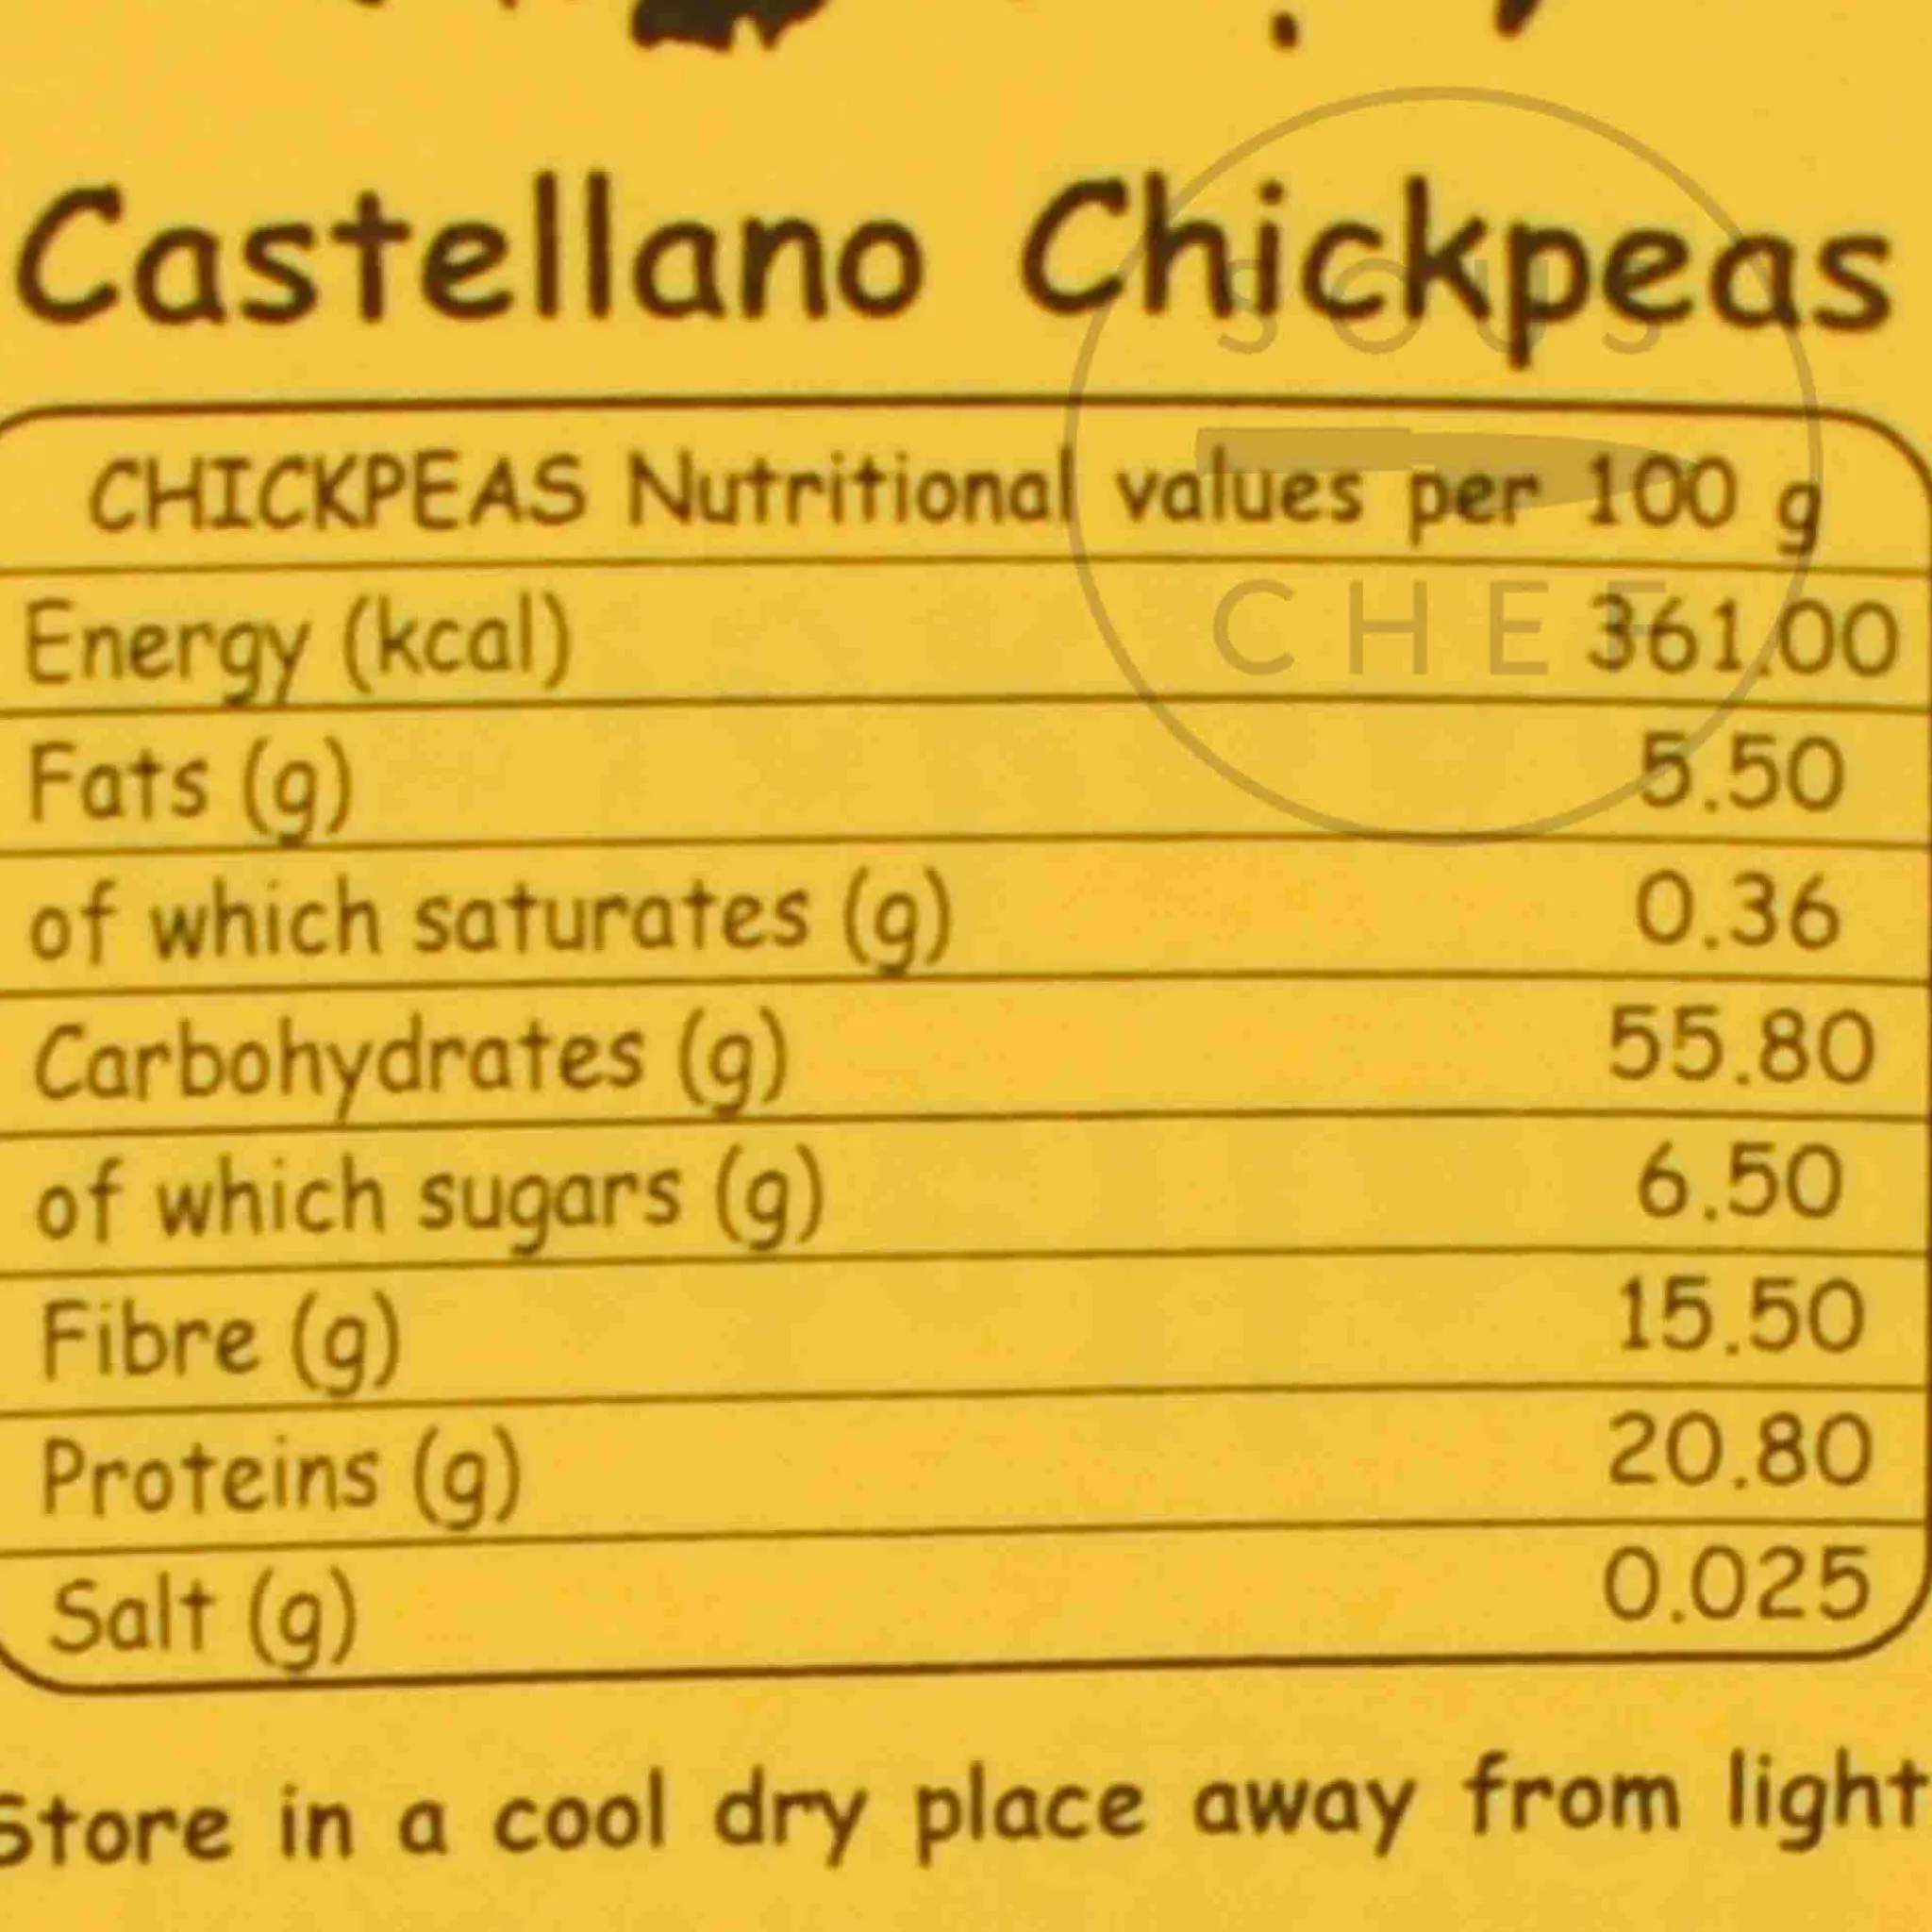 Castellano Chickpeas
SOUS
CHICKPEAS Nutritional values per 100 g
CHEF
Energy (kcal) 361.00
Fats (g) 5.50
of which saturates (g) 0.36
Carbohydrates (g) 55.80
of which sugars (g) 6.50
Fibre (g) 15.50
Proteins (g) 20.80
Salt (g) 0.025
Store in a cool dry place away from light